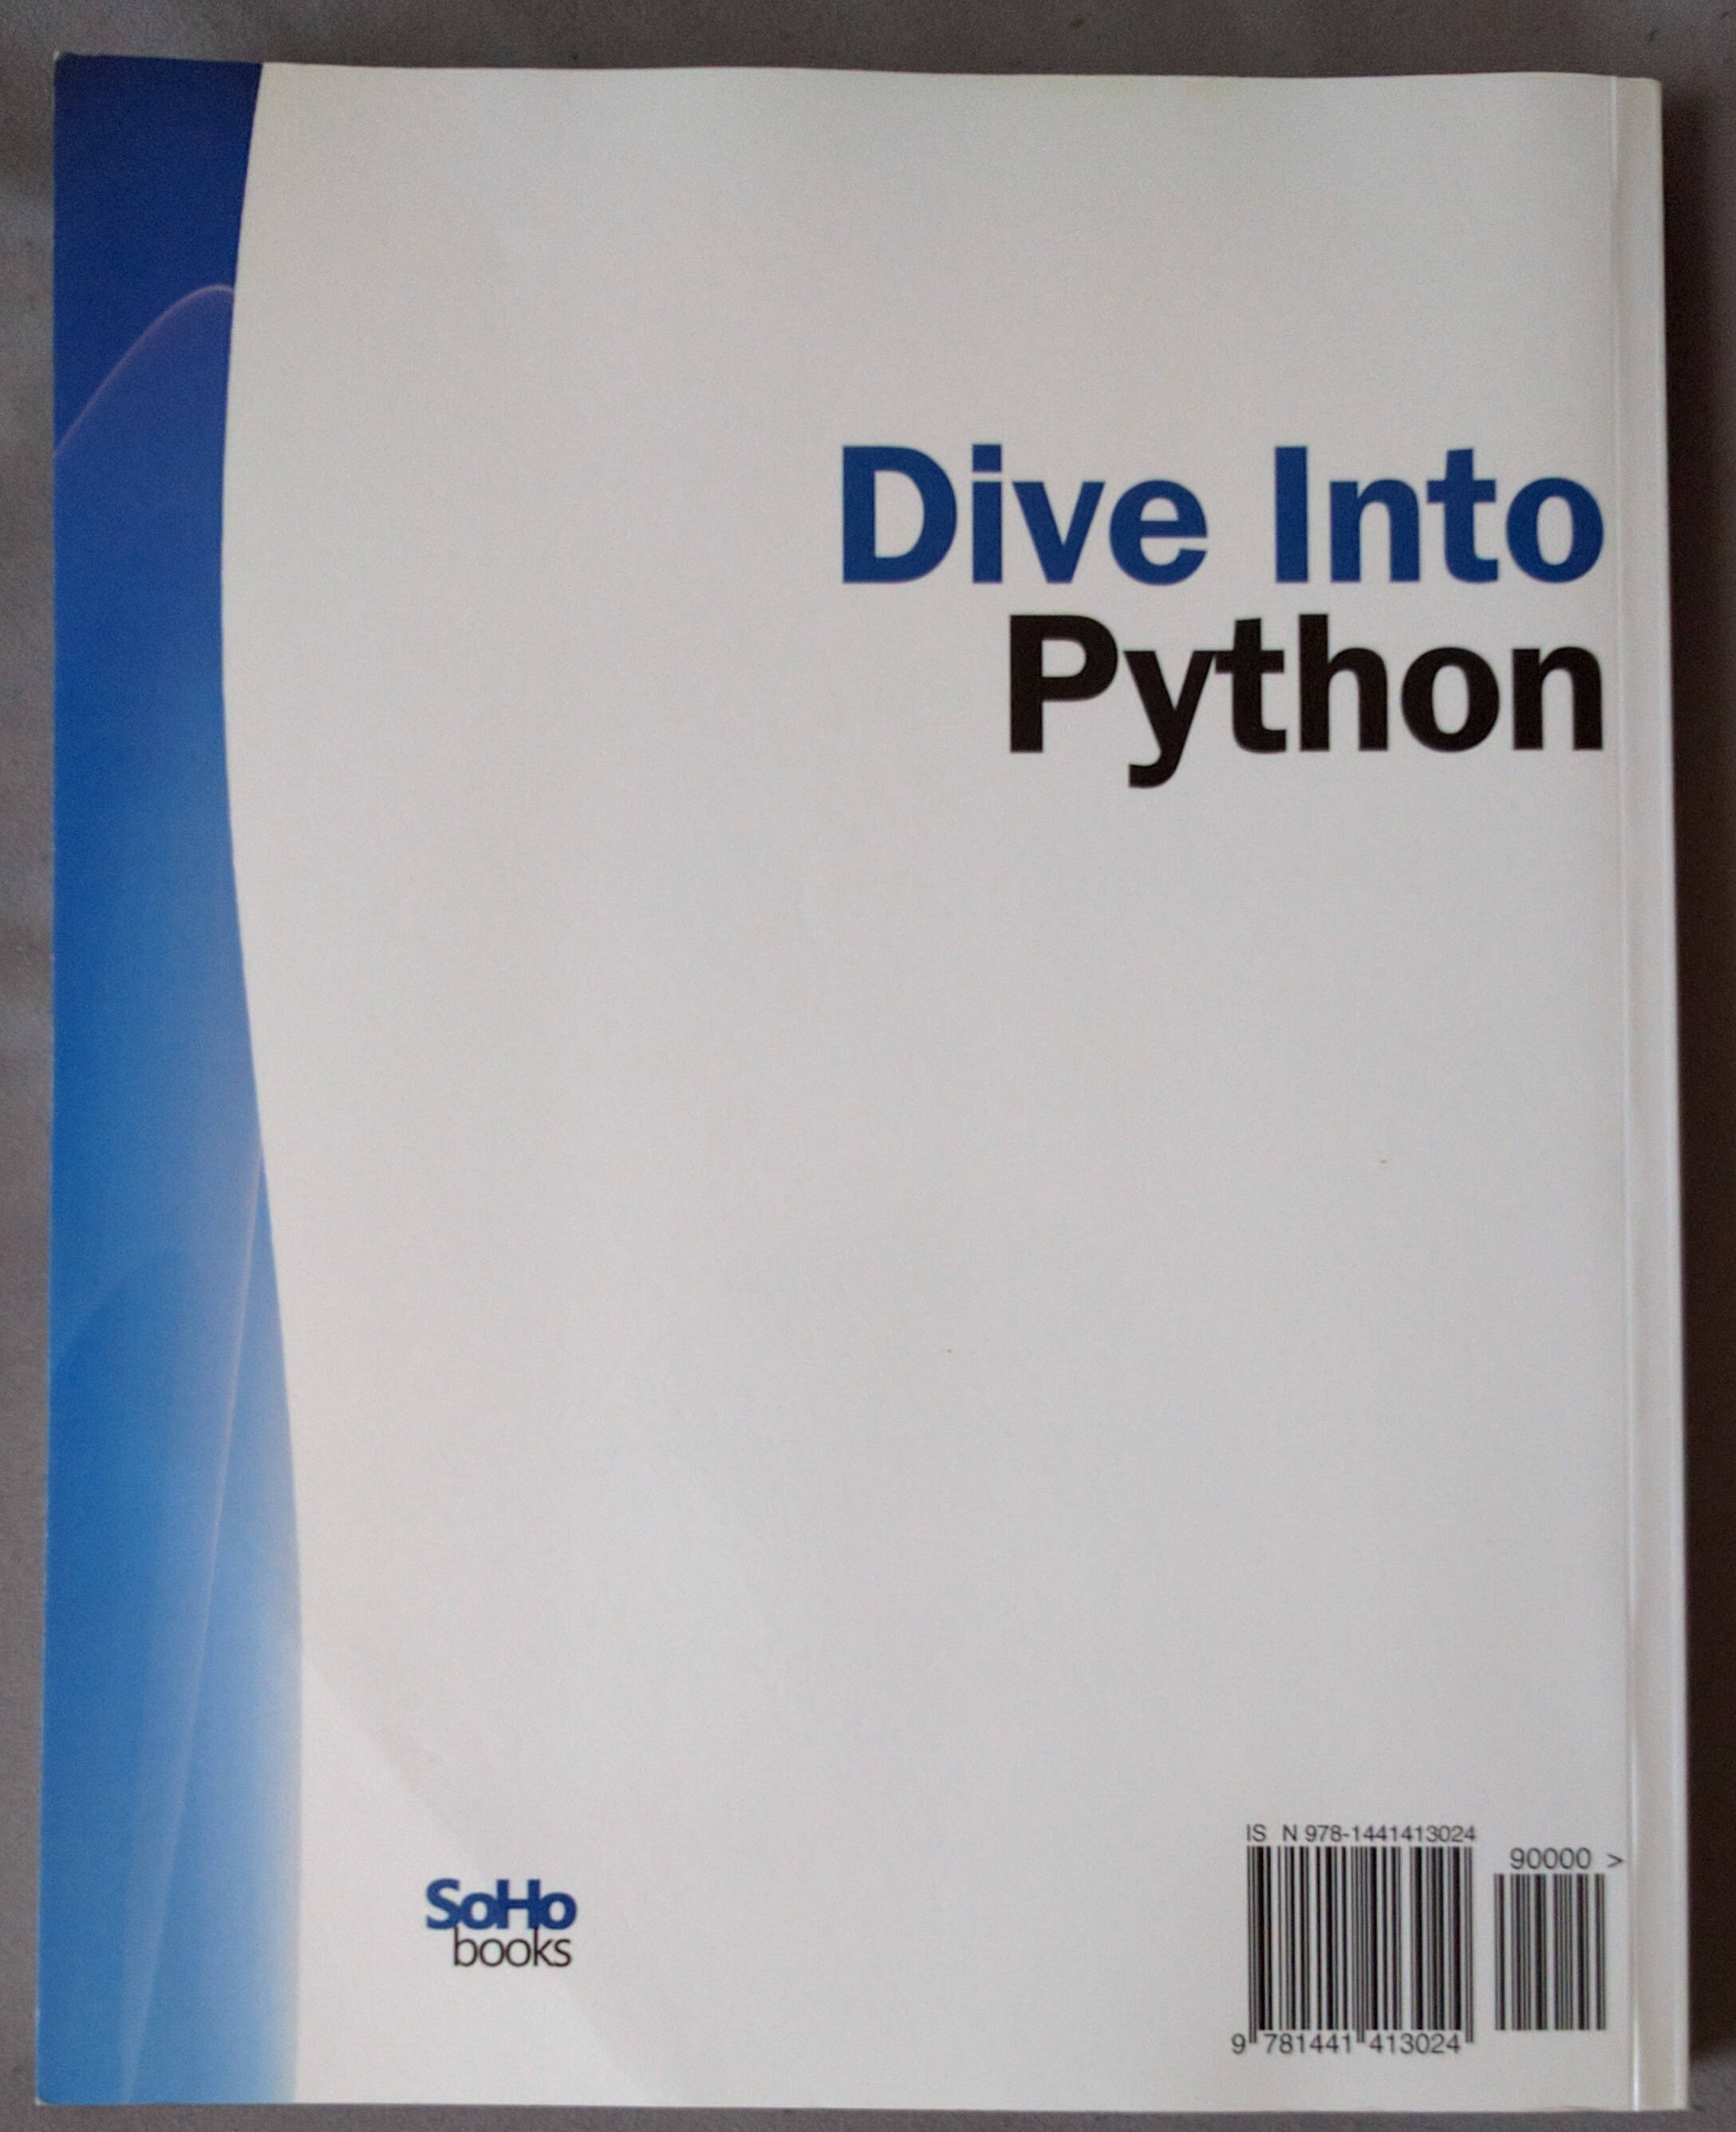 Dive Into
Python
SoHo
books
IS N 978-1441413024
90000 >
9 781441 413024